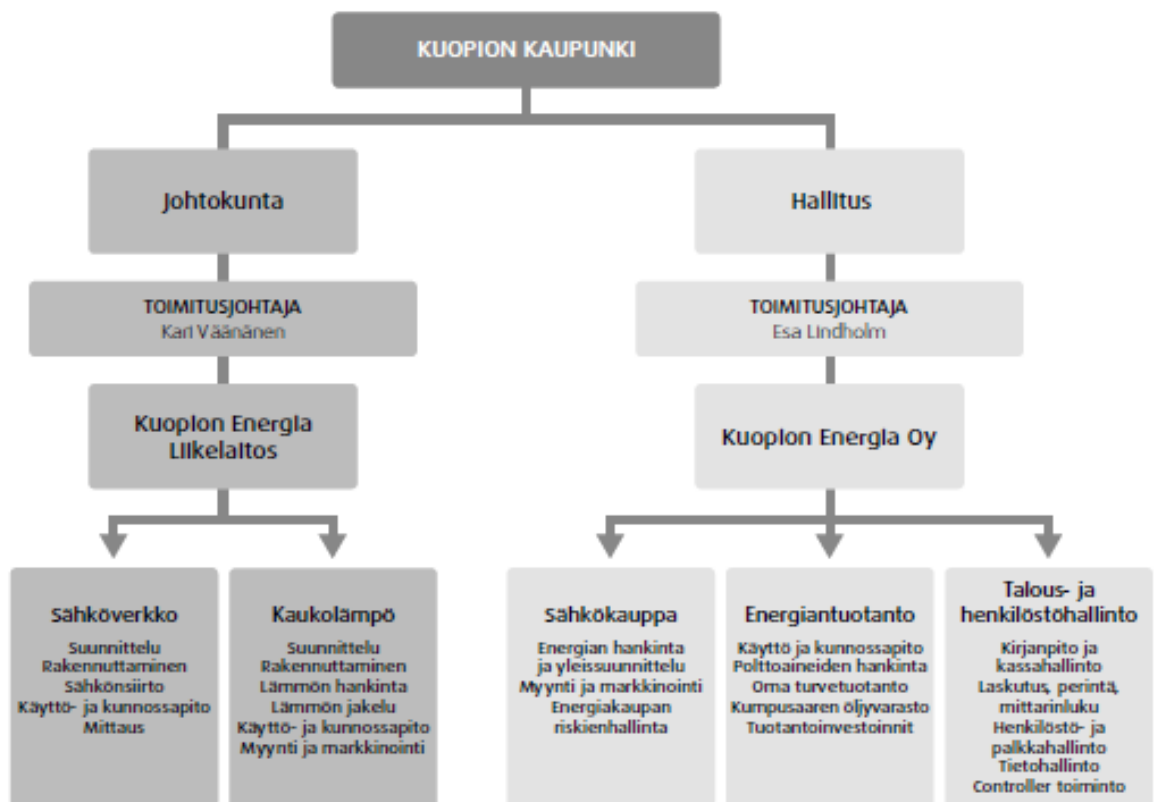 KUOPION KAUPUNKI
Johtokunta
Hallitus
TOIMITUSJOHTAJA
Kari Väänänen
TOIMITUSJOHTAJA
Esa Lindholm
Kuopion Energia
Liikelaitos
Kuopion Energia Oy
Sähköverkko
Suunnittelu
Rakennuttaminen
Sähkönsiirto
Käyttö- ja kunnossapito
Mittaus
Kaukolämpö
Suunnittelu
Rakennuttaminen
Lämmön hankinta
Lämmön jakelu
Käyttö- ja kunnossapito
Myynti ja markkinointi
Sähkökauppa
Energian hankinta
ja yleissuunnittelu
Myynti ja markkinointi
Energiakaupan
riskienhallinta
Energiantuotanto
Käyttö ja kunnossapito
Polttoaineiden hankinta
Oma turvetuotanto
Kumpusaaren öljyvarasto
Tuotantoinvestoinnit
Talous- ja
henkilöstöhallinto
Kirjanpito ja
kassahallinto
Laskutus, perintä,
mittarinluku
Henkilöstö- ja
palkkahallinto
Tietohallinto
Controller toiminto